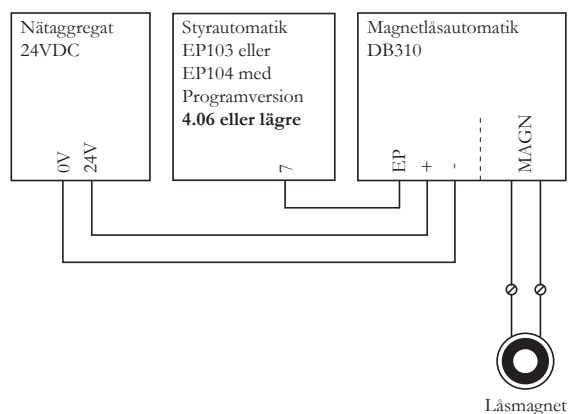 Nätaggregat
24VDC
Styrautomatik
EP103 eller
EP104 med
Programversion
4.06 eller lägre
Magnetlåsautomatik
DB310
0V
24V
7
EP
+
-
MAGN
Låsmagnet